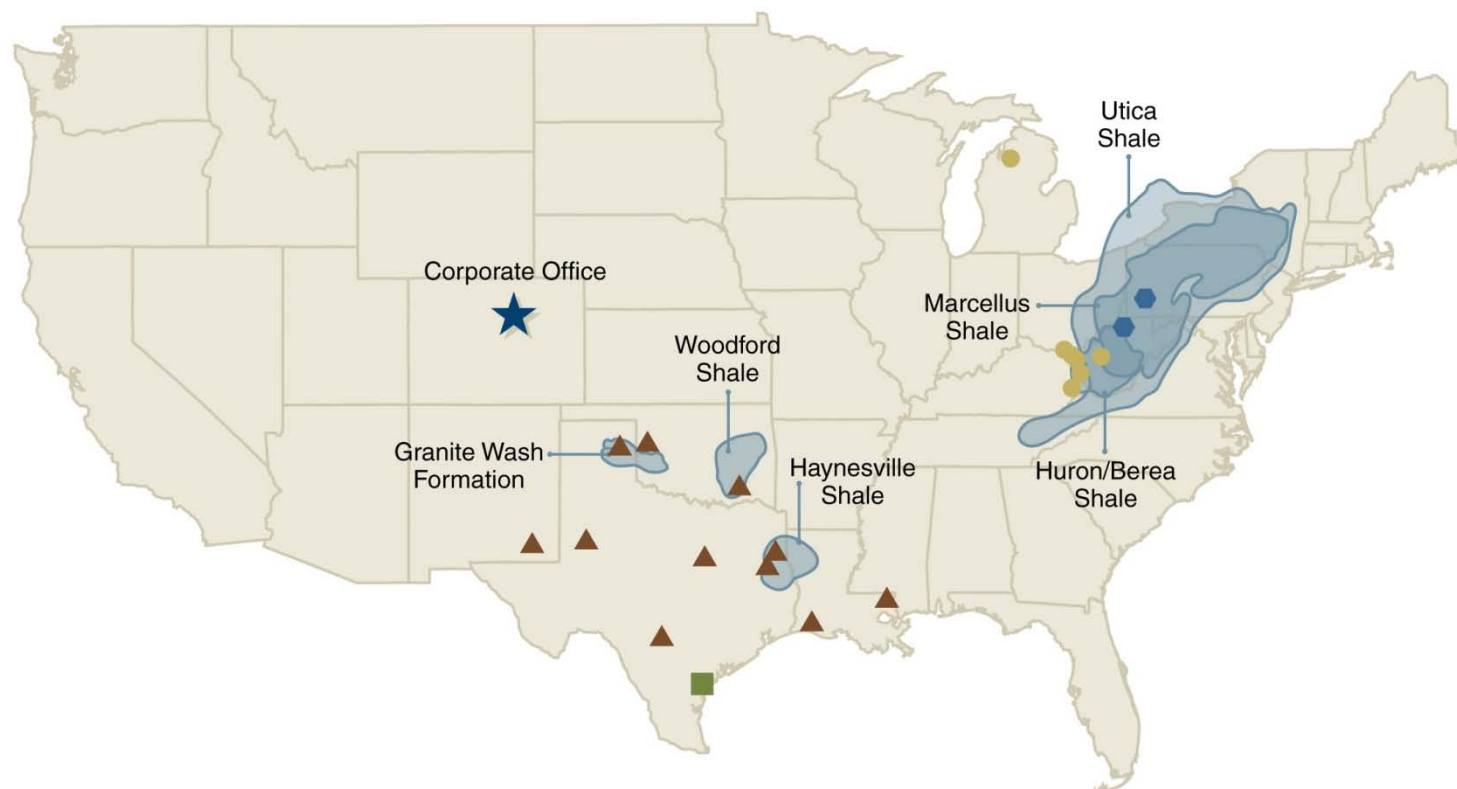 Utica
Shale
Corporate Office
Marcellus
Shale
Woodford
Shale
Granite Wash
Formation
Haynesville
Shale
Huron/Berea
Shale